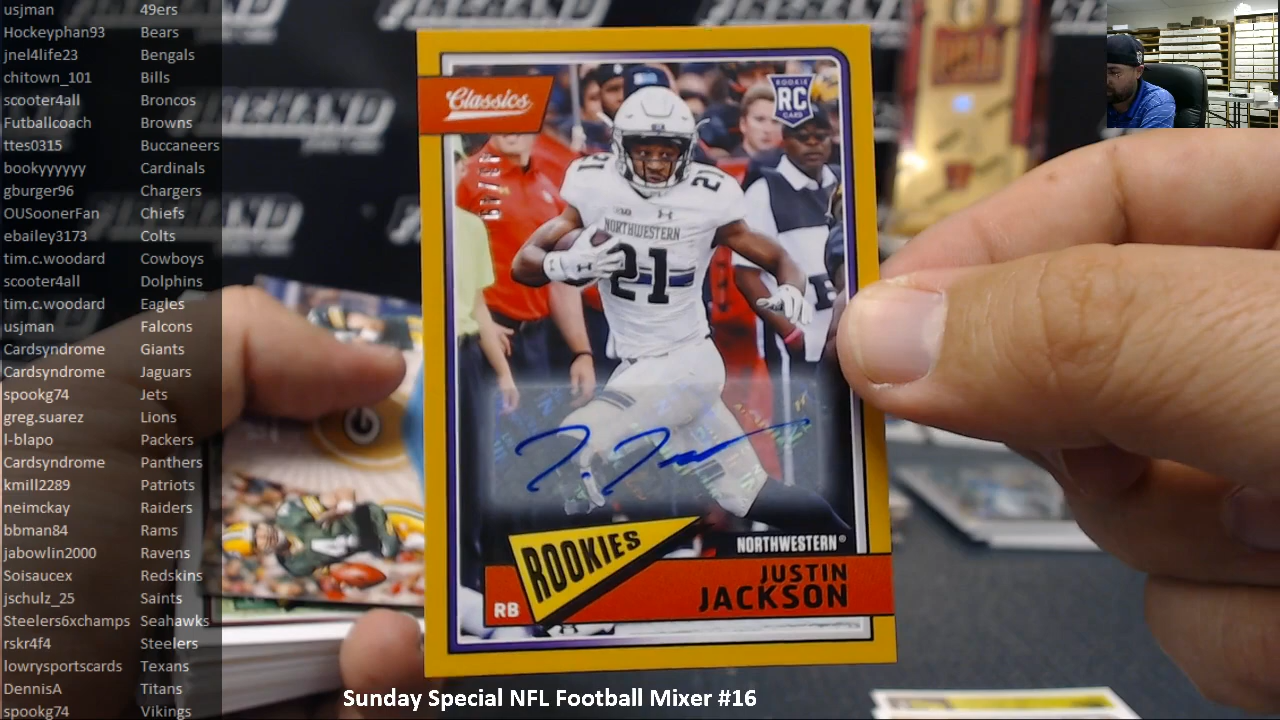 usjman 49ers
Hockeyphan93 Bears
jnel4life23 Bengals
chitown_101 Bills
scooter4all Broncos
Futballcoach Browns
ttes0315 Buccaneers
bookyyyyyy Cardinals
gburger96 Chargers
OUSoonerFan Chiefs
ebailey3173 Colts
tim.c.woodard Cowboys
scooter4all Dolphins
tim.c.woodard Eagles
usjman Falcons
Cardsyndrome Giants
Cardsyndrome Jaguars
spookg74 Jets
greg.suarez Lions
l-blapo Packers
Cardsyndrome Panthers
kmill2289 Patriots
neimckay Raiders
bbman84 Rams
jabowlin2000 Ravens
Soisaucex Redskins
jschulz_25 Saints
Steelers6xchamps Seahawks
rskr4f4 Steelers
lowrysportscards Texans
DennisA Titans
spookg74 Vikings
Classics
ROOKIE
RC
CARD
21
NORTHWESTERN
21
ROOKIES
NORTHWESTERN®
RB
JUSTIN
JACKSON
Sunday Special NFL Football Mixer #16